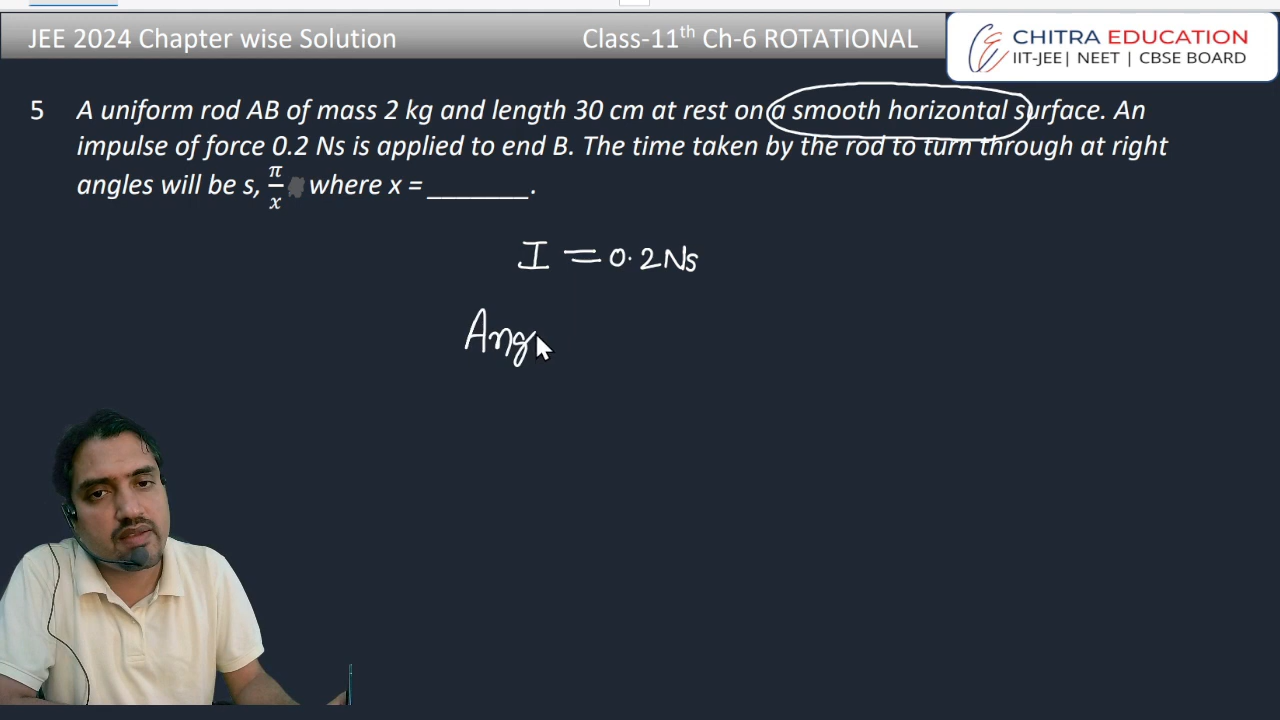 JEE 2024 Chapter wise Solution Class-11th Ch-6 ROTATIONAL
CHITRA EDUCATION
IIT-JEE| NEET | CBSE BOARD
5 A uniform rod AB of mass 2 kg and length 30 cm at rest on a smooth horizontal surface. An
impulse of force 0.2 Ns is applied to end B. The time taken by the rod to turn through at right
angles will be s, π/x where x = _______.
I = 0.2 Ns
Ang